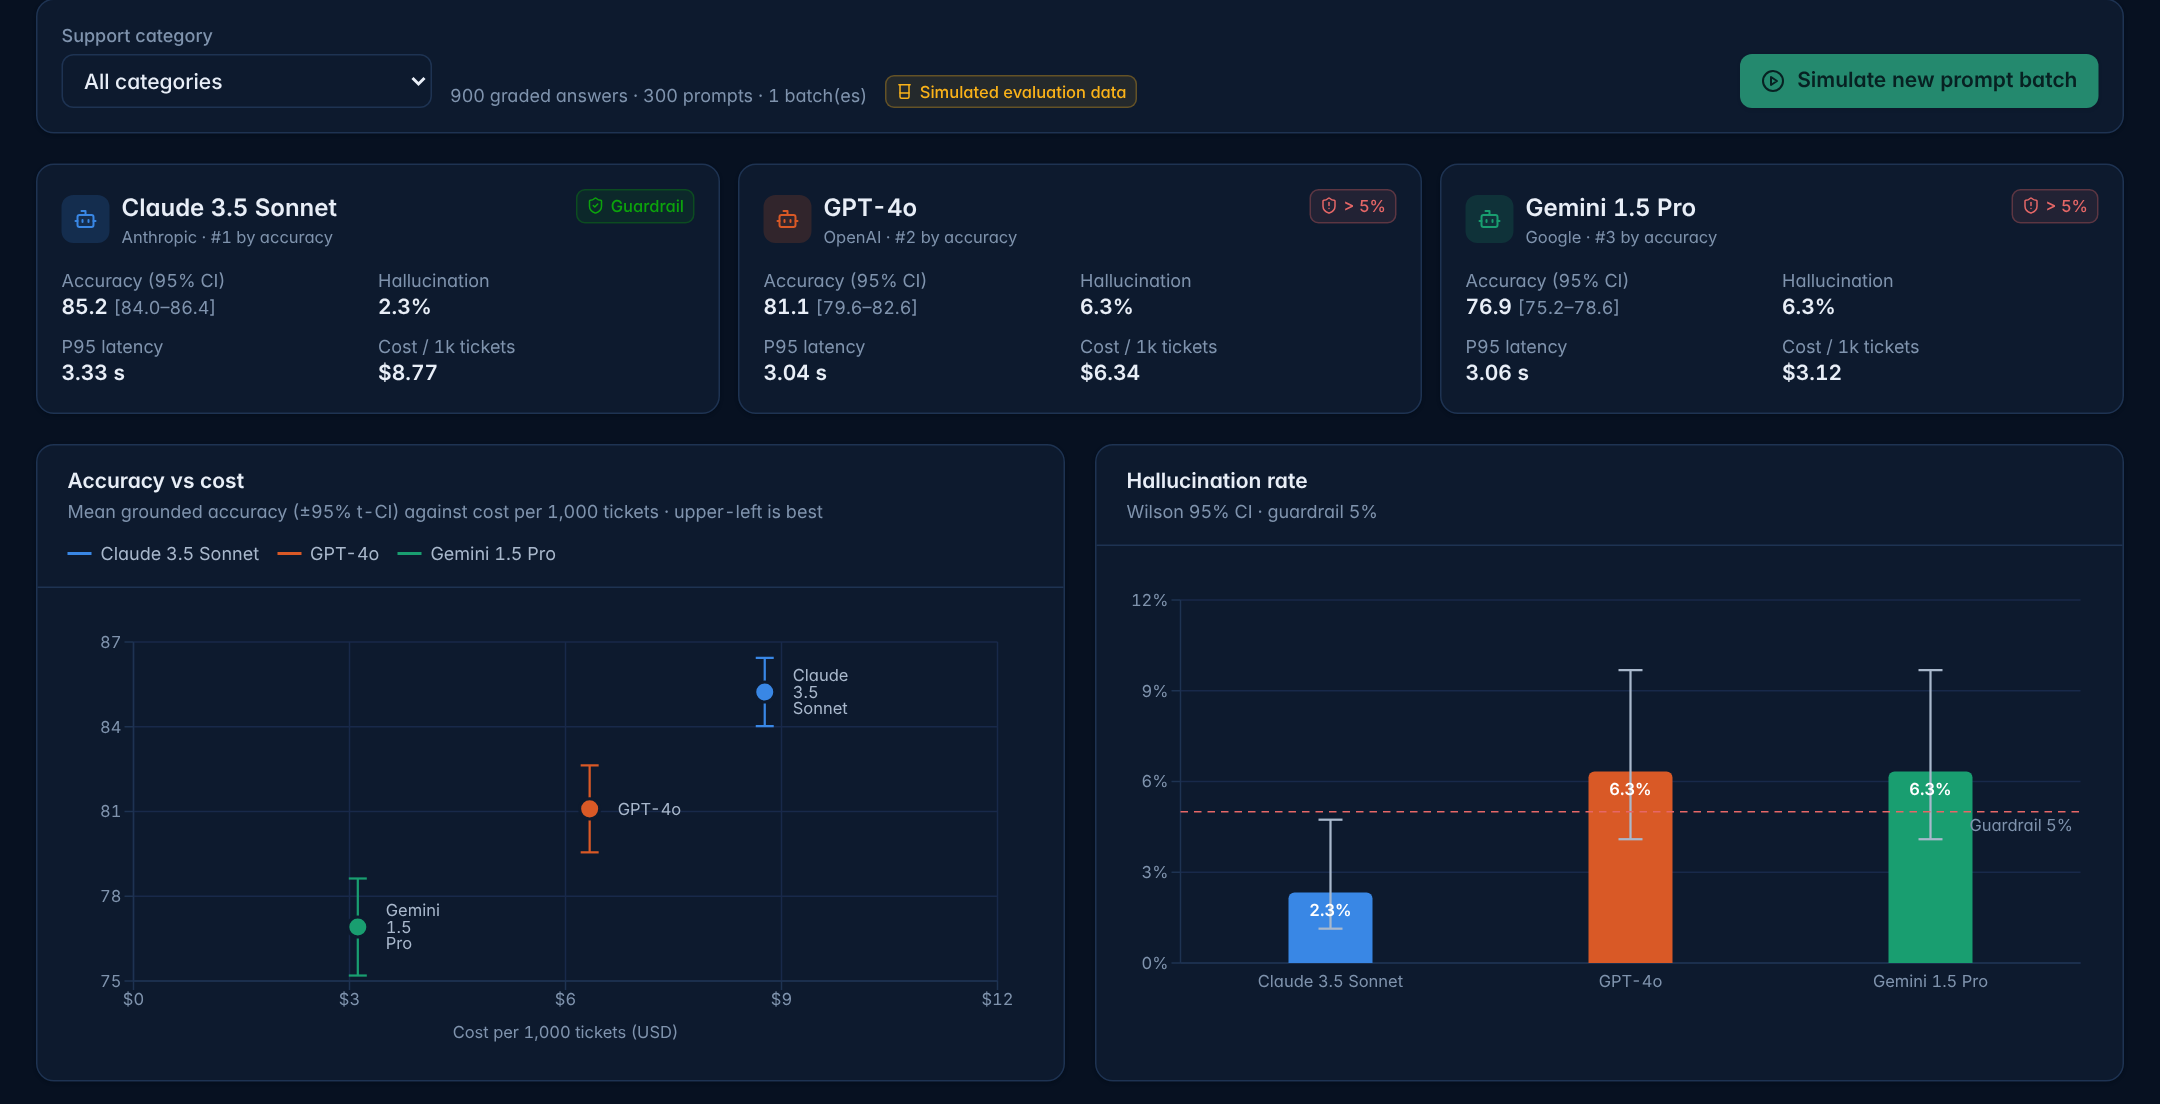 Support category
All categories
900 graded answers · 300 prompts · 1 batch(es)
Simulated evaluation data
Simulate new prompt batch
Claude 3.5 Sonnet
Anthropic · #1 by accuracy
Guardrail
Accuracy (95% CI)
Hallucination
85.2 [84.0–86.4]
2.3%
P95 latency
Cost / 1k tickets
3.33 s
$8.77
GPT-4o
OpenAI · #2 by accuracy
> 5%
Accuracy (95% CI)
Hallucination
81.1 [79.6–82.6]
6.3%
P95 latency
Cost / 1k tickets
3.04 s
$6.34
Gemini 1.5 Pro
Google · #3 by accuracy
> 5%
Accuracy (95% CI)
Hallucination
76.9 [75.2–78.6]
6.3%
P95 latency
Cost / 1k tickets
3.06 s
$3.12
Accuracy vs cost
Mean grounded accuracy (±95% t-CI) against cost per 1,000 tickets · upper-left is best
Claude 3.5 Sonnet
GPT-4o
Gemini 1.5 Pro
87
84
81
78
75
Claude
3.5
Sonnet
GPT-4o
Gemini
1.5
Pro
$0
$3
$6
$9
$12
Cost per 1,000 tickets (USD)
Hallucination rate
Wilson 95% CI · guardrail 5%
12%
9%
6%
3%
0%
2.3%
6.3%
6.3%
Guardrail 5%
Claude 3.5 Sonnet
GPT-4o
Gemini 1.5 Pro